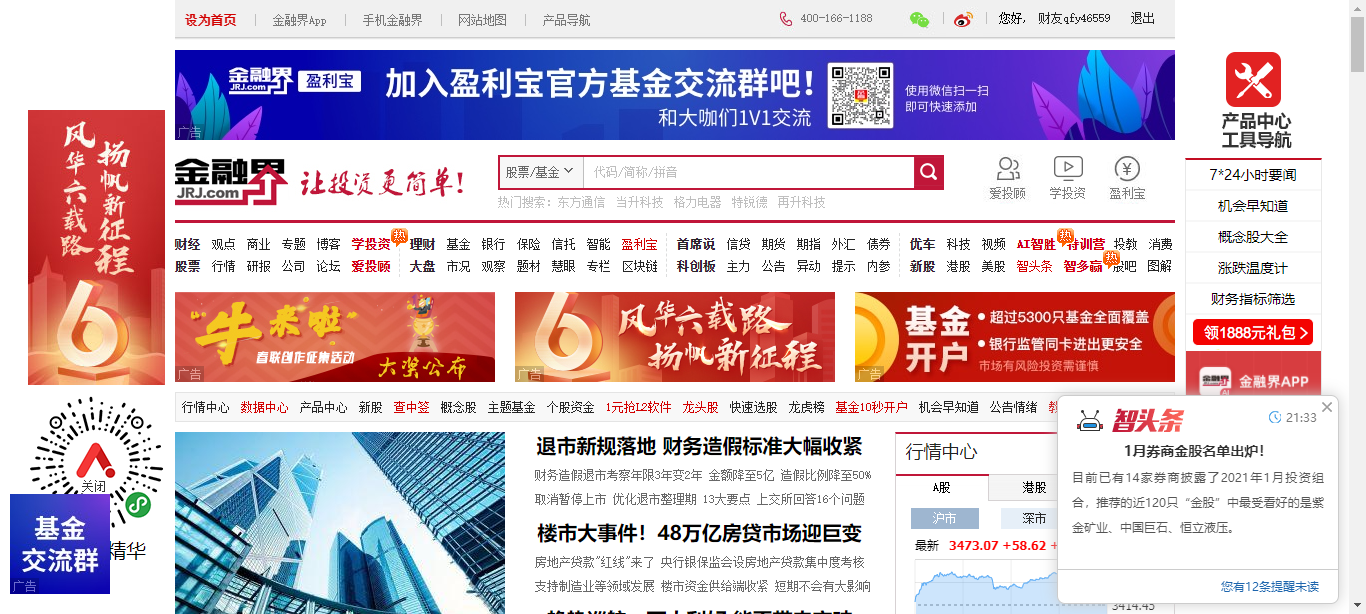 设为首页 金融界App 手机金融界 网站地图 产品导航 400-166-1188 您好, 财友qfy46559 退出
金融界 JRJ.com 盈利宝 加入盈利宝官方基金交流群吧!
和大咖们1V1交流
使用微信扫一扫
即可快速添加
广告
产品中心
工具导航
风华六载路
扬帆新征程
6
金融界 JRJ.com 让投资更简单!
股票/基金 代码/简称/拼音
热门搜索: 东方通信 当升科技 格力电器 特锐德 再升科技
爱投顾 学投资 盈利宝
7*24小时要闻
机会早知道
概念股大全
涨跌温度计
财务指标筛选
领1888元礼包
金融界 金融界APP
财经 观点 商业 专题 博客 学投资 热 理财 基金 银行 保险 信托 智能 盈利宝 首席说 信贷 期货 期指 外汇 债券 优车 科技 视频 AI智胜 热 特训营 投教 消费
股票 行情 研报 公司 论坛 爱投顾 大盘 市况 观察 题材 慧眼 专栏 区块链 科创板 主力 公告 异动 提示 内参 新股 港股 美股 智头条 智多赢 热 股吧 图解
牛来啦
直联创作征集活动
大奖公布
广告
6 风华六载路
扬帆新征程
广告
基金
开户
超过5300只基金全面覆盖
银行监管同卡进出更安全
市场有风险投资需谨慎
广告
行情中心 数据中心 产品中心 新股 查中签 概念股 主题基金 个股资金 1元抢L2软件 龙头股 快速选股 龙虎榜 基金10秒开户 机会早知道 公告情绪
关闭
基金
交流群
广告
精华
退市新规落地 财务造假标准大幅收紧
财务造假退市考察年限3年变2年 金额降至5亿 造假比例降至50%
取消暂停上市 优化退市整理期 13大要点 上交所回答16个问题
楼市大事件! 48万亿房贷市场迎巨变
房地产贷款"红线"来了 央行银保监会设房地产贷款集中度考核
支持制造业等领域发展 楼市资金供给端收紧 短期不会有大影响
行情中心
A股 港股
沪市 深市
最新 3473.07 +58.62 +
3414.45
智头条 21:33
1月券商金股名单出炉!
目前已有14家券商披露了2021年1月投资组
合，推荐的近120只“金股”中最受看好的是紫
金矿业、中国巨石、恒立液压。
您有12条提醒未读